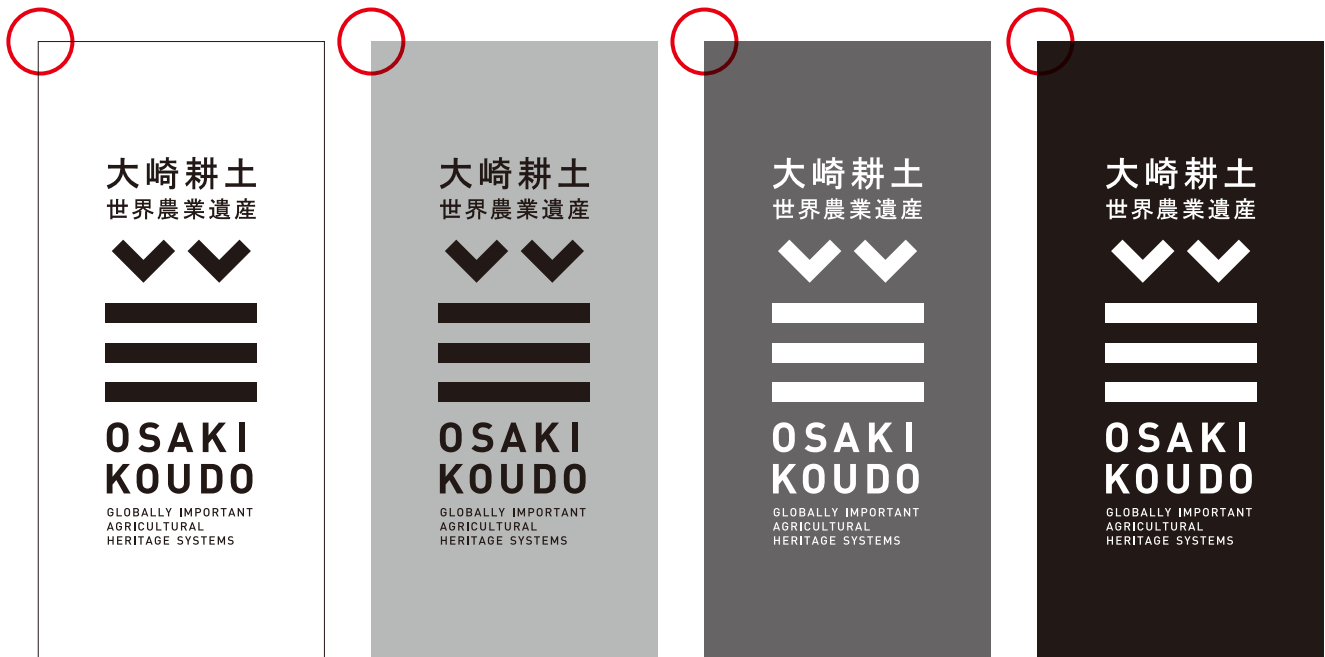 大崎耕土
世界農業遺産
OSAKI
KOUDO
GLOBALLY IMPORTANT
AGRICULTURAL
HERITAGE SYSTEMS
大崎耕土
世界農業遺産
OSAKI
KOUDO
GLOBALLY IMPORTANT
AGRICULTURAL
HERITAGE SYSTEMS
大崎耕土
世界農業遺産
OSAKI
KOUDO
GLOBALLY IMPORTANT
AGRICULTURAL
HERITAGE SYSTEMS
大崎耕土
世界農業遺産
OSAKI
KOUDO
GLOBALLY IMPORTANT
AGRICULTURAL
HERITAGE SYSTEMS